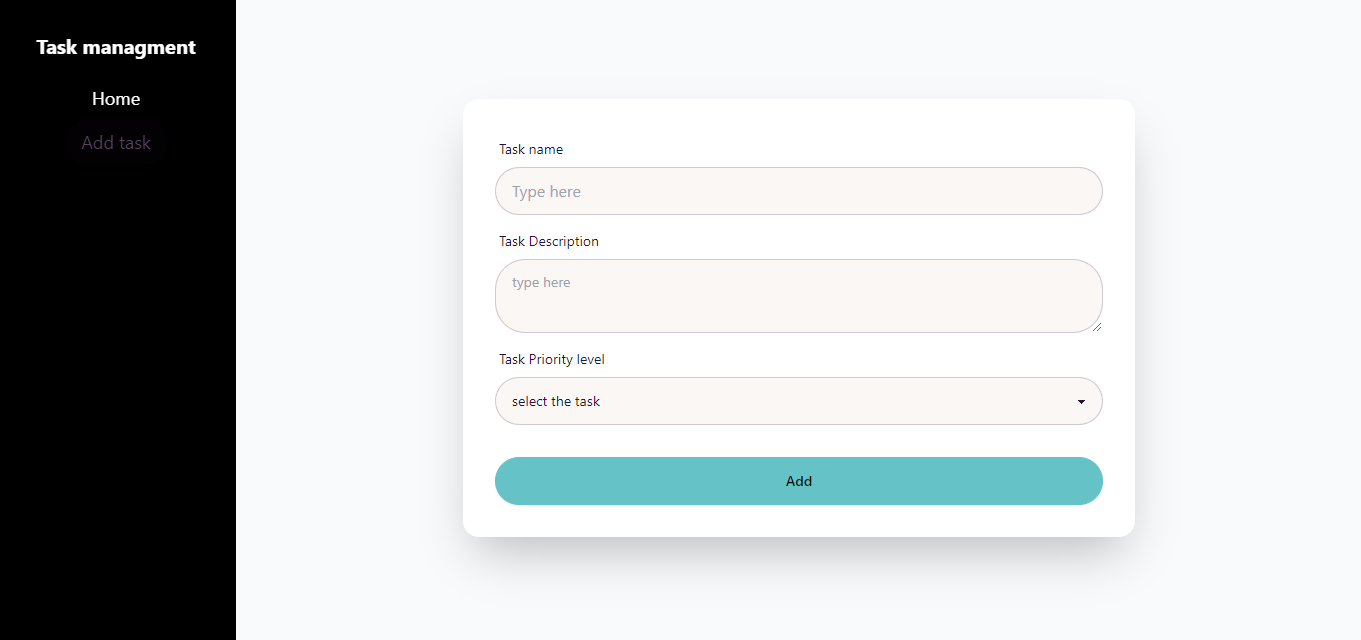 Task managment
Home
Add task
Task name
Type here
Task Description
type here
Task Priority level
select the task
Add